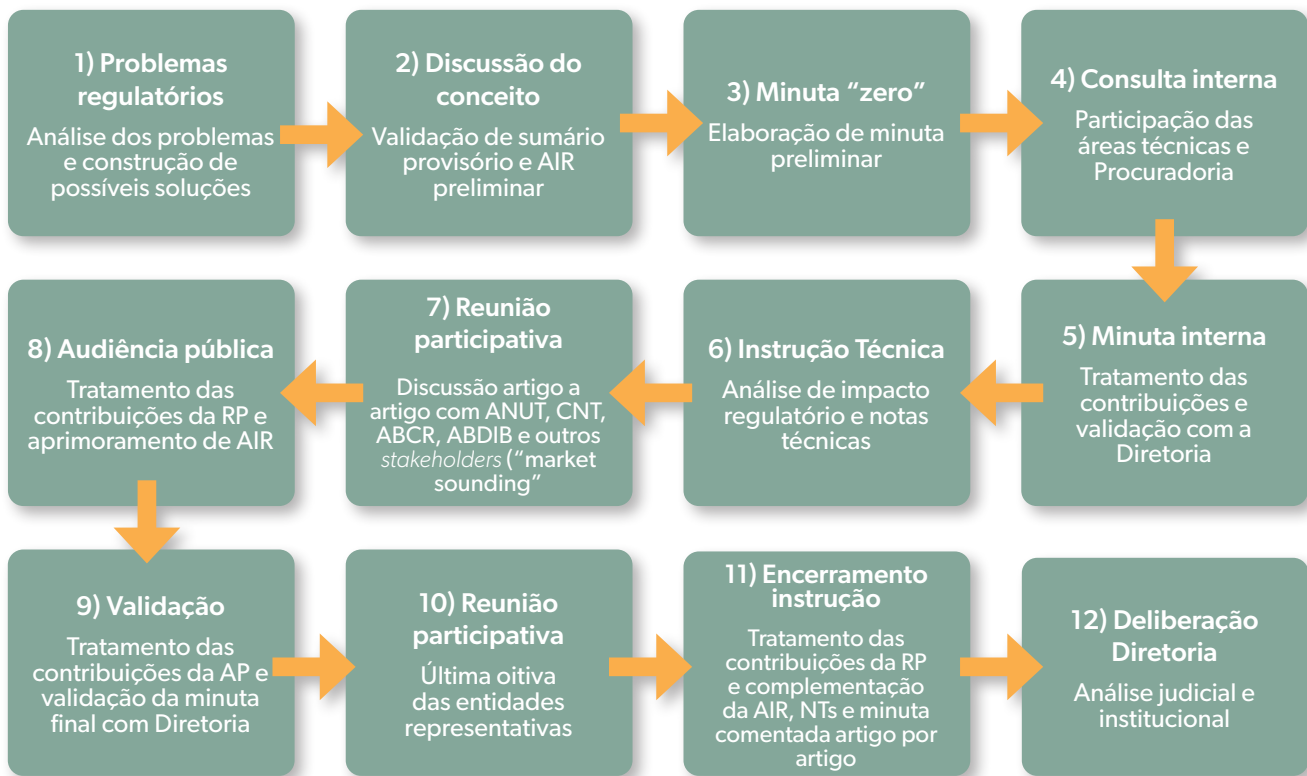 1) Problemas
regulatórios
Análise dos problemas
e construção de
possíveis soluções
2) Discussão do
conceito
Validação de sumário
provisório e AIR
preliminar
3) Minuta “zero”
Elaboração de minuta
preliminar
4) Consulta interna
Participação das
áreas técnicas e
Procuradoria
5) Minuta interna
Tratamento das
contribuições e
validação com a
Diretoria
6) Instrução Técnica
Análise de impacto
regulatório e notas
técnicas
7) Reunião
participativa
Discussão artigo a
artigo com ANUT, CNT,
ABCR, ABDIB e outros
stakeholders (“market
sounding”
8) Audiência pública
Tratamento das
contribuições da RP e
aprimoramento de AIR
9) Validação
Tratamento das
contribuições da AP e
validação da minuta
final com Diretoria
10) Reunião
participativa
Última oitiva
das entidades
representativas
11) Encerramento
instrução
Tratamento das
contribuições da RP
e complementação
da AIR, NTs e minuta
comentada artigo por
artigo
12) Deliberação
Diretoria
Análise judicial e
institucional